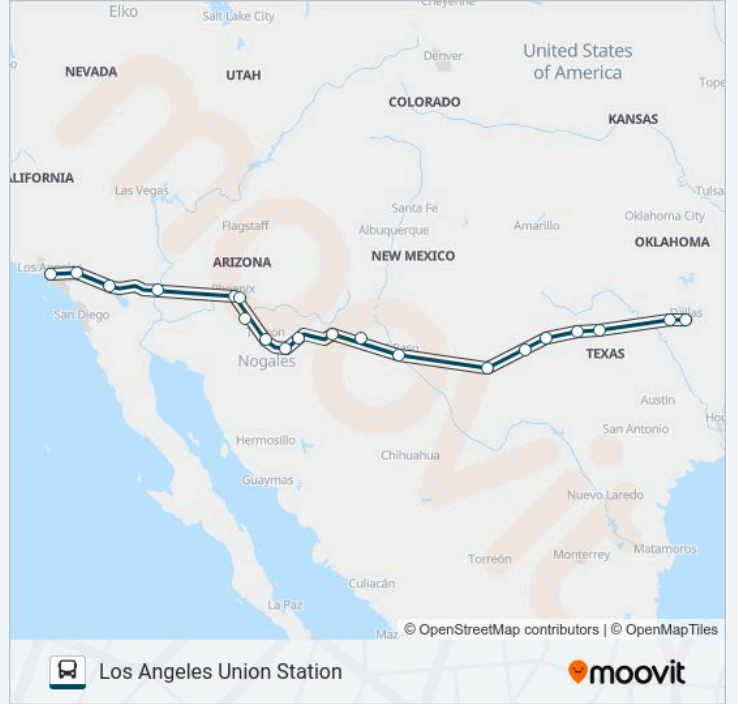 Cheyenne
Elko
Salt Lake City
United States
of America
Denver
NEVADA
UTAH
Tope
COLORADO
KANSAS
ALIFORNIA
Las Vegas
Tulsa
Santa Fe
Oklahoma City
Flagstaff
Albuquerque
Amarillo
OKLAHOMA
ARIZONA
NEW MEXICO
Los Angeles
Phoenix
San Diego
Dallas
Tucson
Paso
TEXAS
Nogales
Austin
Hou
San Antonio
Hermosillo
Chihuahua
Guaymas
Nuevo Laredo
Torreón
Monterrey
Matamoros
Culiacán
La Paz
Maz
moovit
© OpenStreetMap contributors | © OpenMapTiles
Los Angeles Union Station
moovit